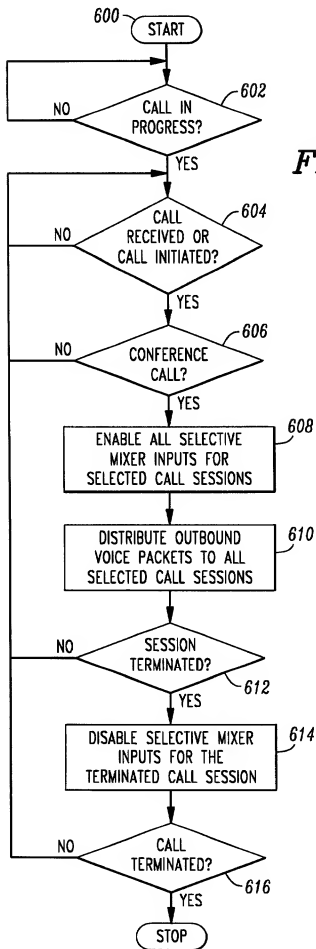 600
START
602
CALL IN
PROGRESS?
NO
YES
F
604
CALL
RECEIVED OR
CALL INITIATED?
NO
YES
606
CONFERENCE
CALL?
NO
YES
608
ENABLE ALL SELECTIVE
MIXER INPUTS FOR
SELECTED CALL SESSIONS
610
DISTRIBUTE OUTBOUND
VOICE PACKETS TO ALL
SELECTED CALL SESSIONS
SESSION
TERMINATED?
NO
YES
612
614
DISABLE SELECTIVE MIXER
INPUTS FOR THE
TERMINATED CALL SESSION
CALL
TERMINATED?
NO
YES
616
STOP